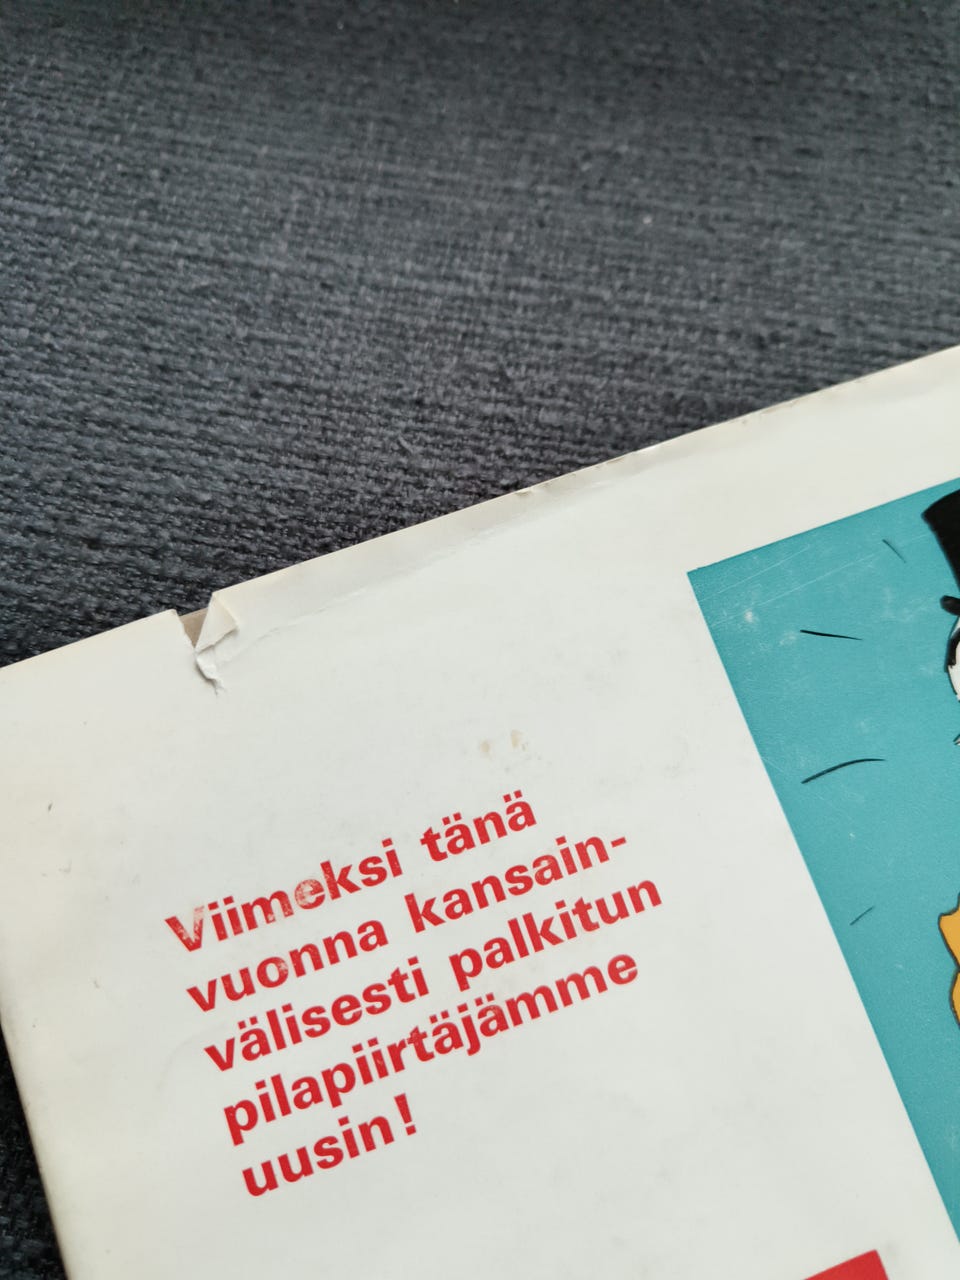 Viimeksi tänä
vuonna kansain-
välisesti palkitun
pilapiirtäjämme
uusin!